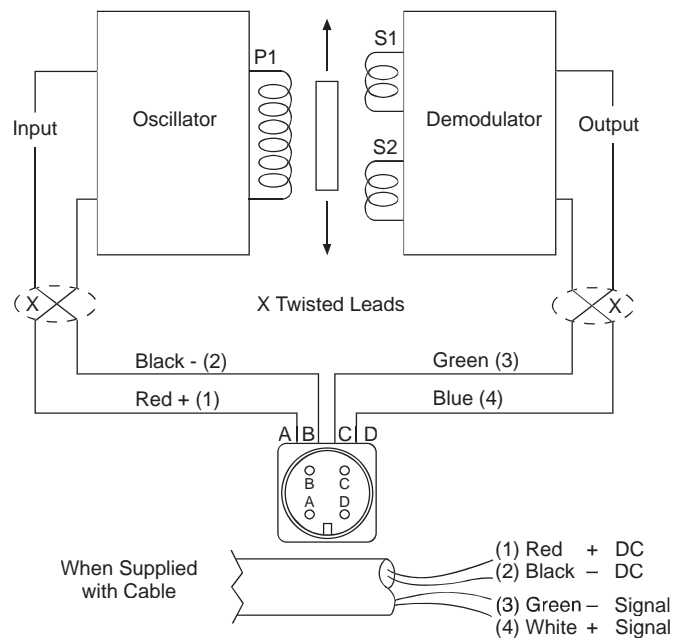 P1
S1
Input
Oscillator
Demodulator
Output
S2
X
X Twisted Leads
X
Black - (2)
Green (3)
Red + (1)
Blue (4)
A B C D
B C
A D
When Supplied
with Cable
(1) Red + DC
(2) Black – DC
(3) Green – Signal
(4) White + Signal